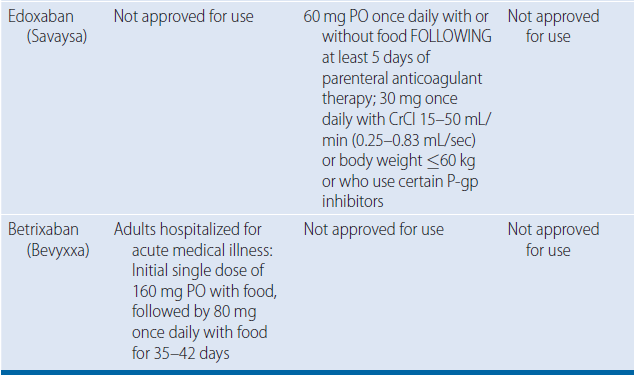 Edoxaban
(Savaysa)
Not approved for use
60 mg PO once daily with or
without food FOLLOWING
at least 5 days of
parenteral anticoagulant
therapy; 30 mg once
daily with CrCl 15–50 mL/
min (0.25–0.83 mL/sec)
or body weight ≤60 kg
or who use certain P-gp
inhibitors
Not approved
for use
Betrixaban
(Bevyxxa)
Adults hospitalized for
acute medical illness:
Initial single dose of
160 mg PO with food,
followed by 80 mg
once daily with food
for 35–42 days
Not approved for use
Not approved
for use